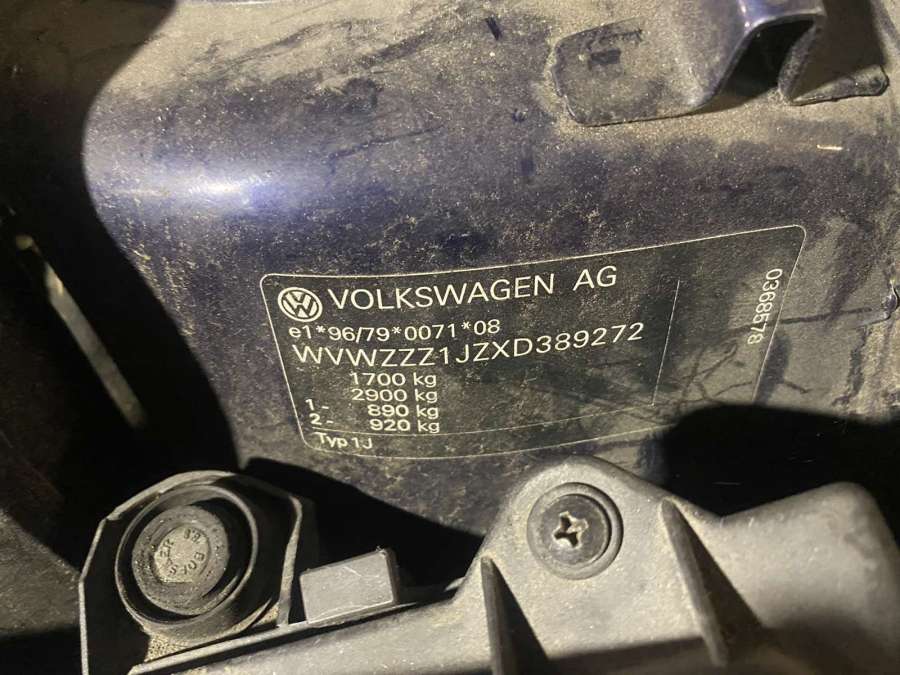 VOLKSWAGEN AG
e1*96/79*0071*08
WVWZZZ1JZXD389272
1700 kg
2900 kg
1- 890 kg
2- 920 kg
Typ 1J
0368578